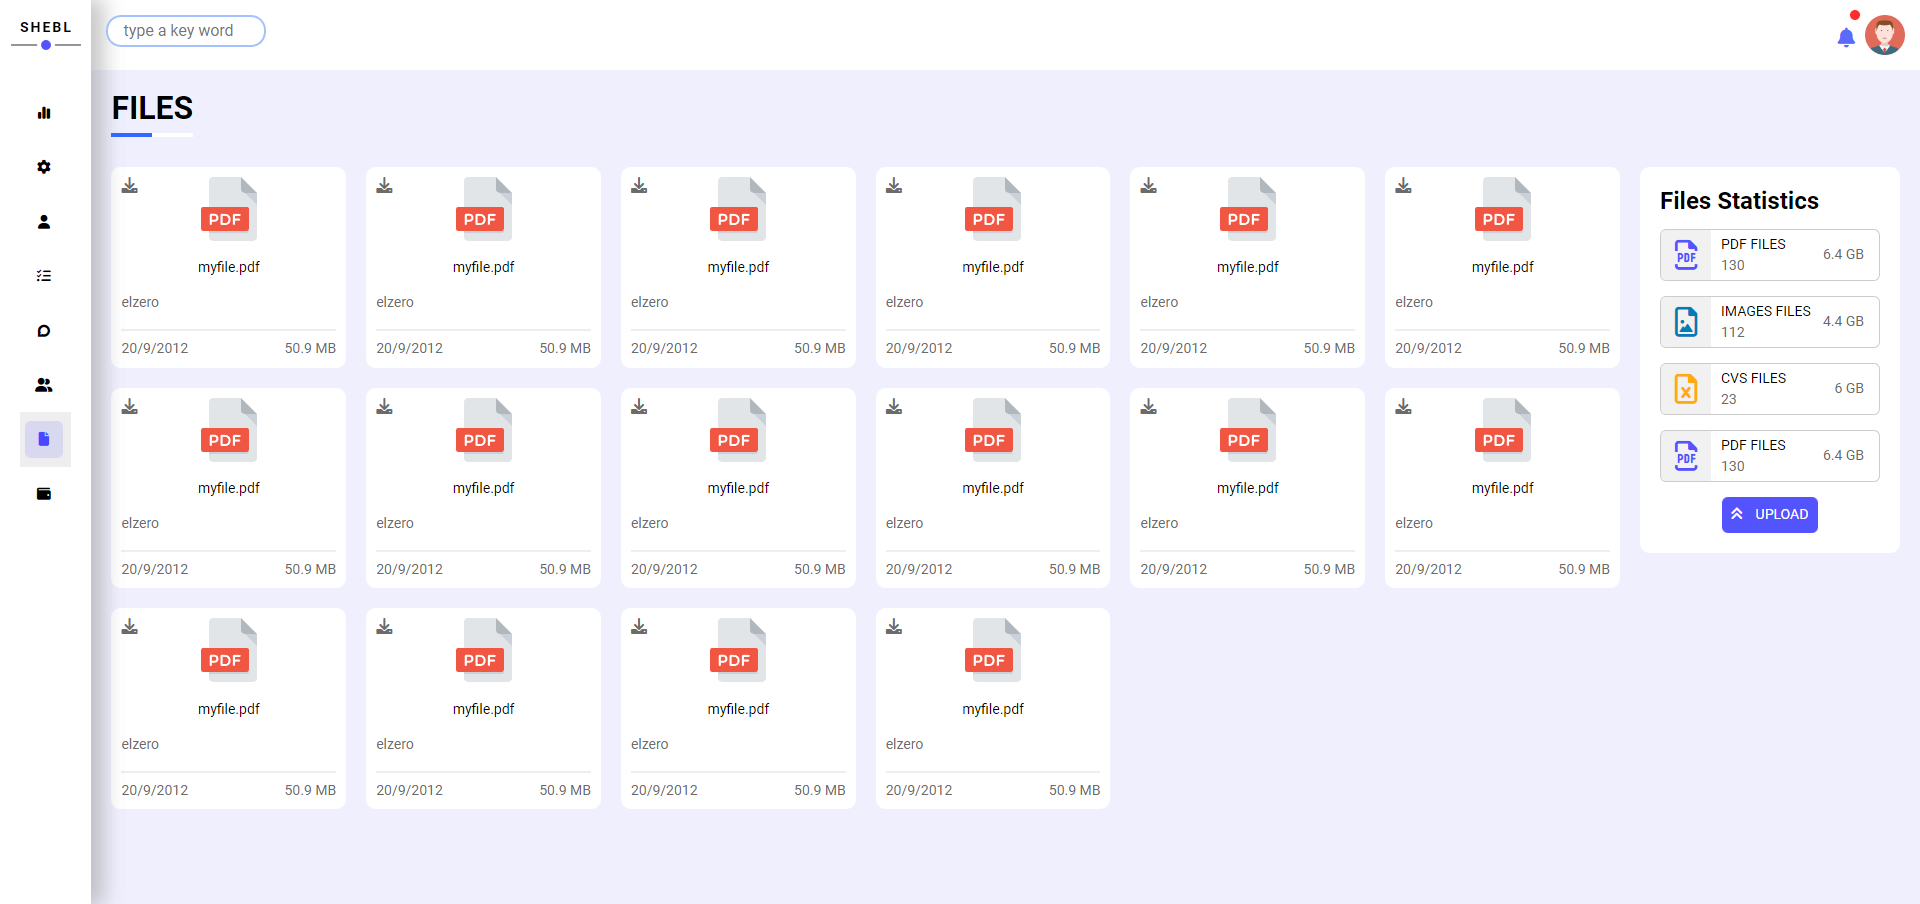 SHEBL
type a key word
FILES
PDF PDF PDF PDF PDF PDF
myfile.pdf myfile.pdf myfile.pdf myfile.pdf myfile.pdf myfile.pdf
elzero elzero elzero elzero elzero elzero
20/9/2012 50.9 MB 20/9/2012 50.9 MB 20/9/2012 50.9 MB 20/9/2012 50.9 MB 20/9/2012 50.9 MB 20/9/2012 50.9 MB
PDF PDF PDF PDF PDF PDF
myfile.pdf myfile.pdf myfile.pdf myfile.pdf myfile.pdf myfile.pdf
elzero elzero elzero elzero elzero elzero
20/9/2012 50.9 MB 20/9/2012 50.9 MB 20/9/2012 50.9 MB 20/9/2012 50.9 MB 20/9/2012 50.9 MB 20/9/2012 50.9 MB
PDF PDF PDF PDF
myfile.pdf myfile.pdf myfile.pdf myfile.pdf
elzero elzero elzero elzero
20/9/2012 50.9 MB 20/9/2012 50.9 MB 20/9/2012 50.9 MB 20/9/2012 50.9 MB
Files Statistics
PDF PDF FILES 6.4 GB
130
IMAGES FILES 4.4 GB
112
X CVS FILES 6 GB
23
PDF PDF FILES 6.4 GB
130
UPLOAD